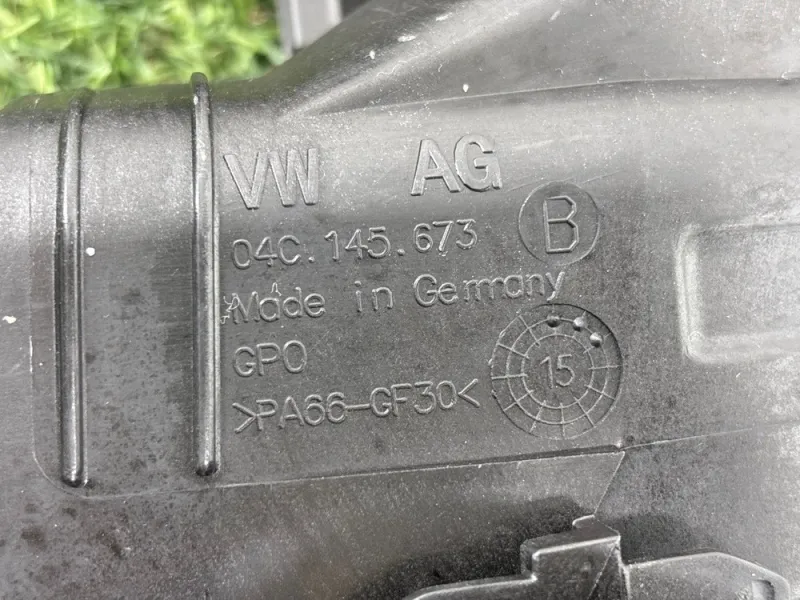 VW AG
04C.145.673 B
Made in Germany
GPO
15
>PA66-GF30<